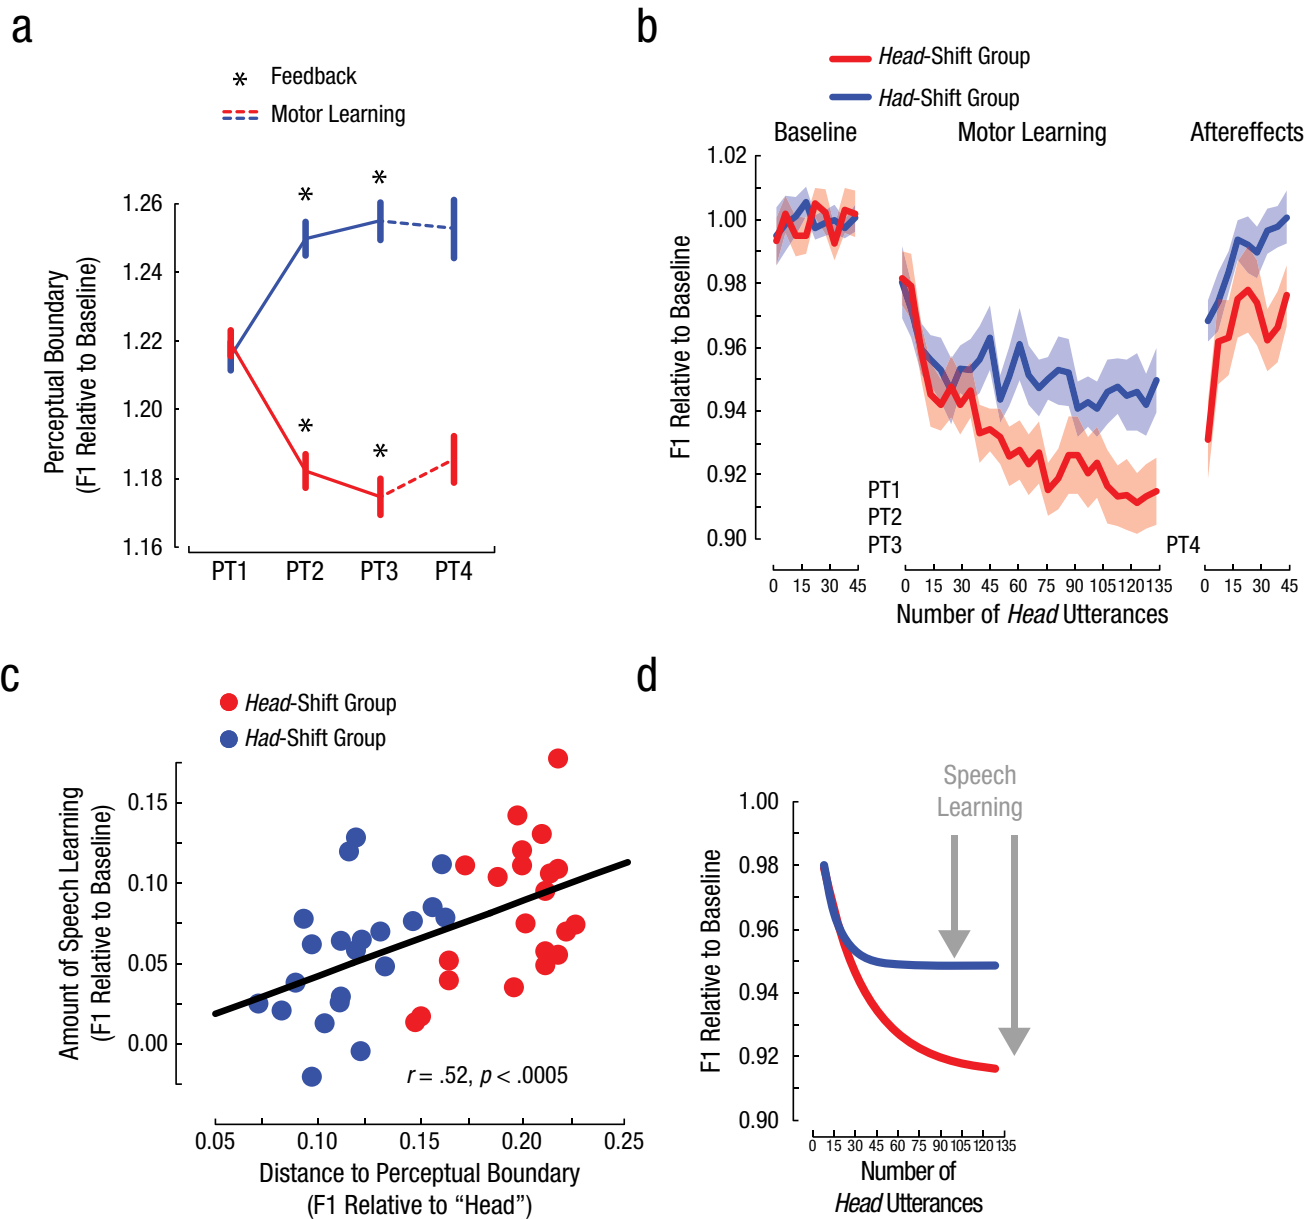 a
* Feedback
Motor Learning
Perceptual Boundary
(F1 Relative to Baseline)
1.26
1.24
1.22
1.20
1.18
1.16
* *
* *
PT1 PT2 PT3 PT4
b
Head-Shift Group
Had-Shift Group
Baseline Motor Learning Aftereffects
F1 Relative to Baseline
1.02
1.00
0.98
0.96
0.94
0.92
0.90
PT1
PT2
PT3
PT4
0 15 30 45 0 15 30 45 60 75 90 105 120 135 0 15 30 45
Number of Head Utterances
c
Head-Shift Group
Had-Shift Group
Amount of Speech Learning
(F1 Relative to Baseline)
0.15
0.10
0.05
0.00
r = .52, p < .0005
0.05 0.10 0.15 0.20 0.25
Distance to Perceptual Boundary
(F1 Relative to “Head”)
d
Speech
Learning
F1 Relative to Baseline
1.00
0.98
0.96
0.94
0.92
0.90
0 15 30 45 60 75 90 105 120 135
Number of
Head Utterances